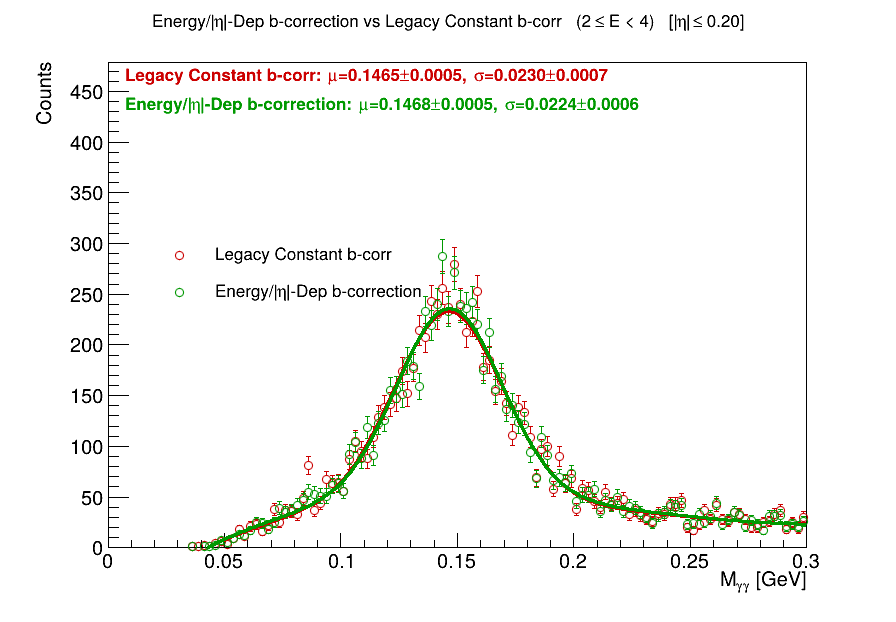 Energy/|η|-Dep b-correction vs Legacy Constant b-corr (2 ≤ E < 4) [|η| ≤ 0.20]
Counts
Legacy Constant b-corr: μ=0.1465±0.0005, σ=0.0230±0.0007
Energy/|η|-Dep b-correction: μ=0.1468±0.0005, σ=0.0224±0.0006
450
400
350
300
250
200
150
100
50
0
Legacy Constant b-corr
Energy/|η|-Dep b-correction
0 0.05 0.1 0.15 0.2 0.25 0.3
Mγγ [GeV]